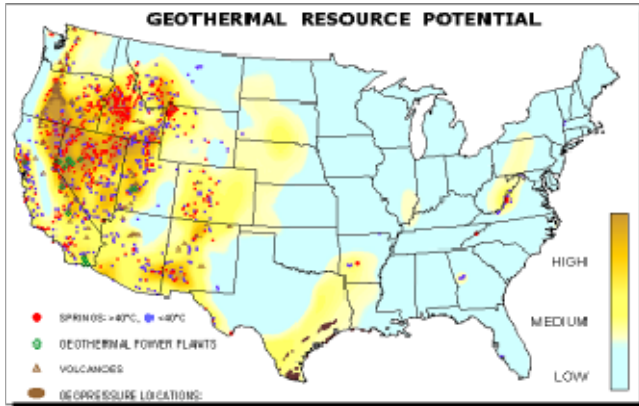 GEOTHERMAL RESOURCE POTENTIAL
HIGH
MEDIUM
LOW
SPRINGS: >40°C, <40°C
GEOTHERMAL POWER PLANTS
VOLCANOES:
GEOPRESSURE LOCATIONS: